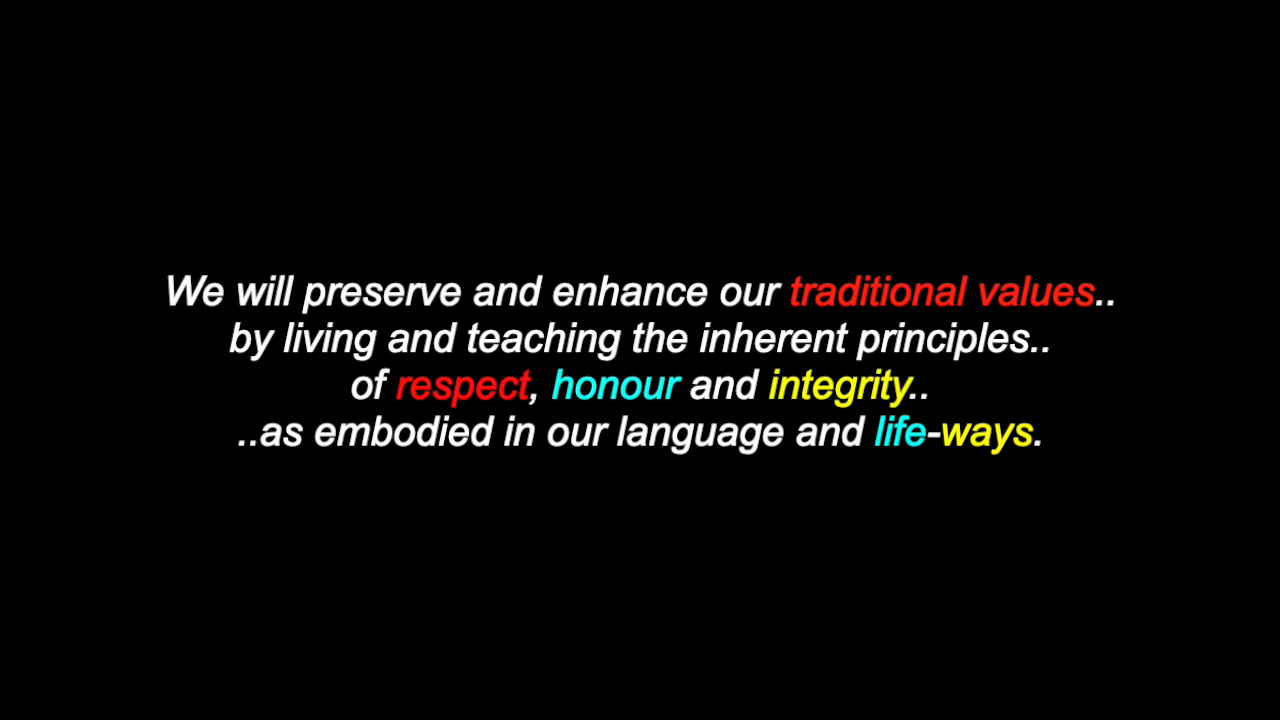 We will preserve and enhance our traditional values..
by living and teaching the inherent principles..
of respect, honour and integrity..
..as embodied in our language and life-ways.